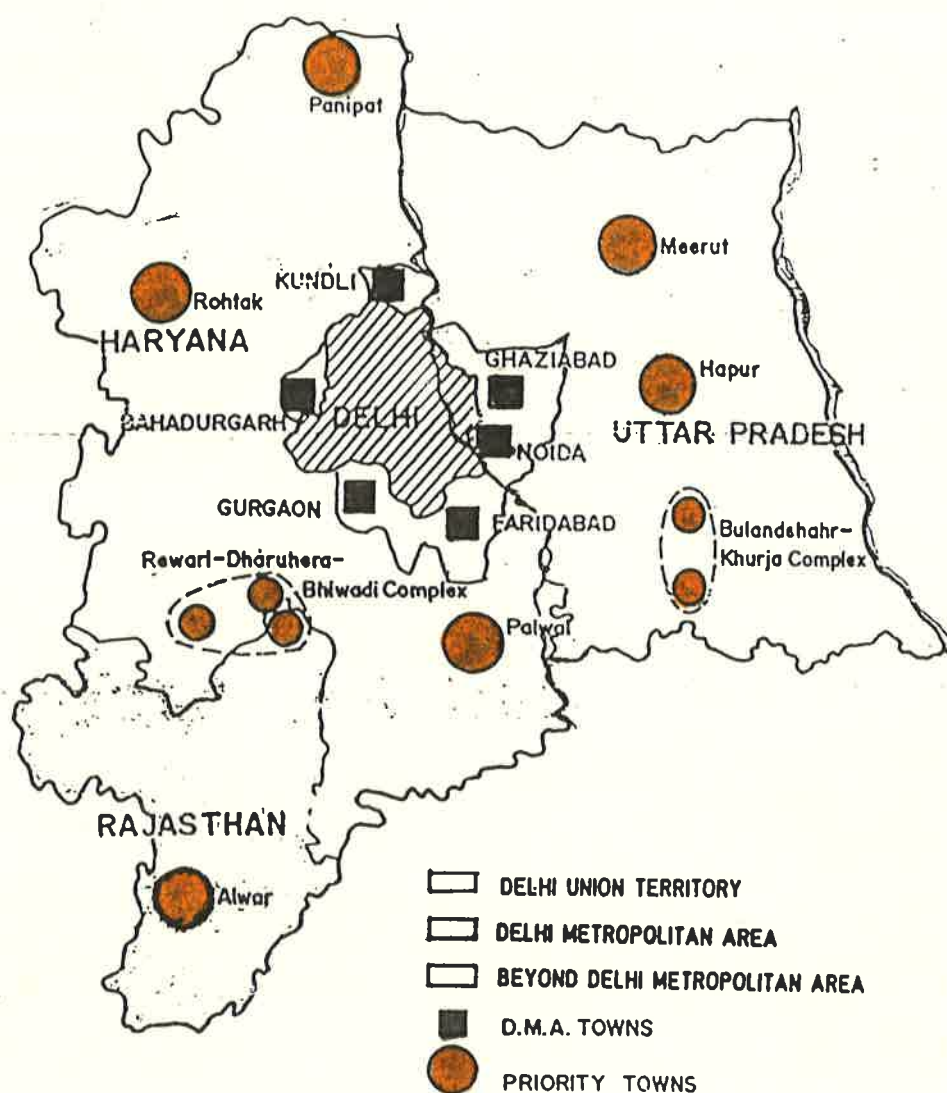 Panipat
Meerut
KUNDLI
Rohtak
HARYANA
GHAZIABAD
Hapur
BAHADURGARH
DELHI
UTTAR PRADESH
NOIDA
GURGAON
FARIDABAD
Bulandshahr-
Khurja Complex
Rewari-Dharuhera-
Bhiwadi Complex
Palwal
RAJASTHAN
Alwar
DELHI UNION TERRITORY
DELHI METROPOLITAN AREA
BEYOND DELHI METROPOLITAN AREA
D.M.A. TOWNS
PRIORITY TOWNS